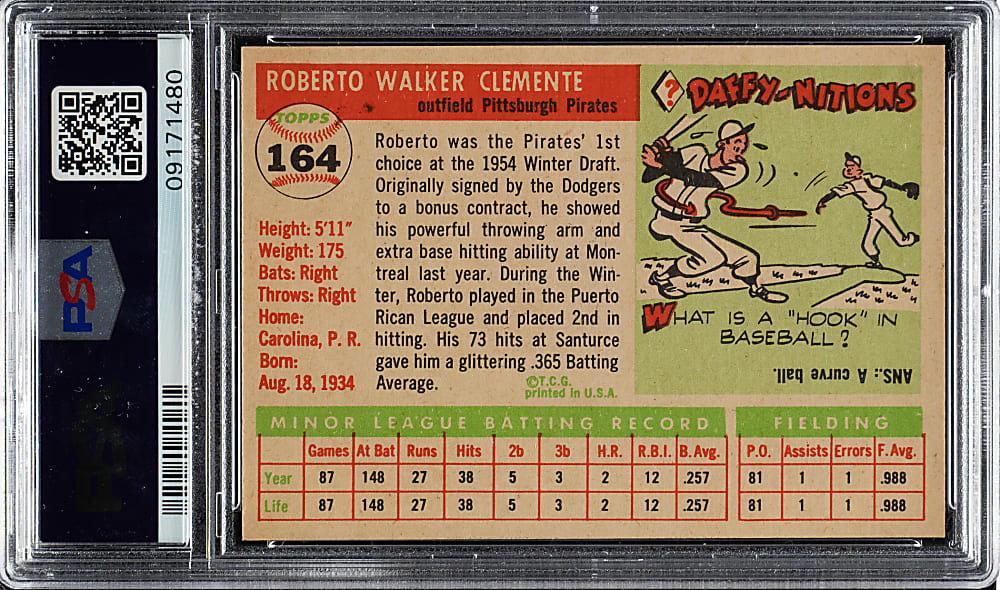 09171480
PSA
ROBERTO WALKER CLEMENTE
outfield Pittsburgh Pirates
TOPPS
164
Height: 5'11"
Weight: 175
Bats: Right
Throws: Right
Home:
Carolina, P. R.
Born:
Aug. 18, 1934
Roberto was the Pirates' 1st
choice at the 1954 Winter Draft.
Originally signed by the Dodgers
to a bonus contract, he showed
his powerful throwing arm and
extra base hitting ability at Mon-
treal last year. During the Win-
ter, Roberto played in the Puerto
Rican League and placed 2nd in
hitting. His 73 hits at Santurce
gave him a glittering .365 Batting
Average.
©T.C.G.
printed in U.S.A.
? DAFFY-NITIONS
WHAT IS A "HOOK" IN
BASEBALL?
ANS.: A curve ball.
MINOR LEAGUE BATTING RECORD
Games At Bat Runs Hits 2b 3b H.R. R.B.I. B. Avg.
Year 87 148 27 38 5 3 2 12 .257
Life 87 148 27 38 5 3 2 12 .257
FIELDING
P.O. Assists Errors F. Avg.
81 1 1 .988
81 1 1 .988